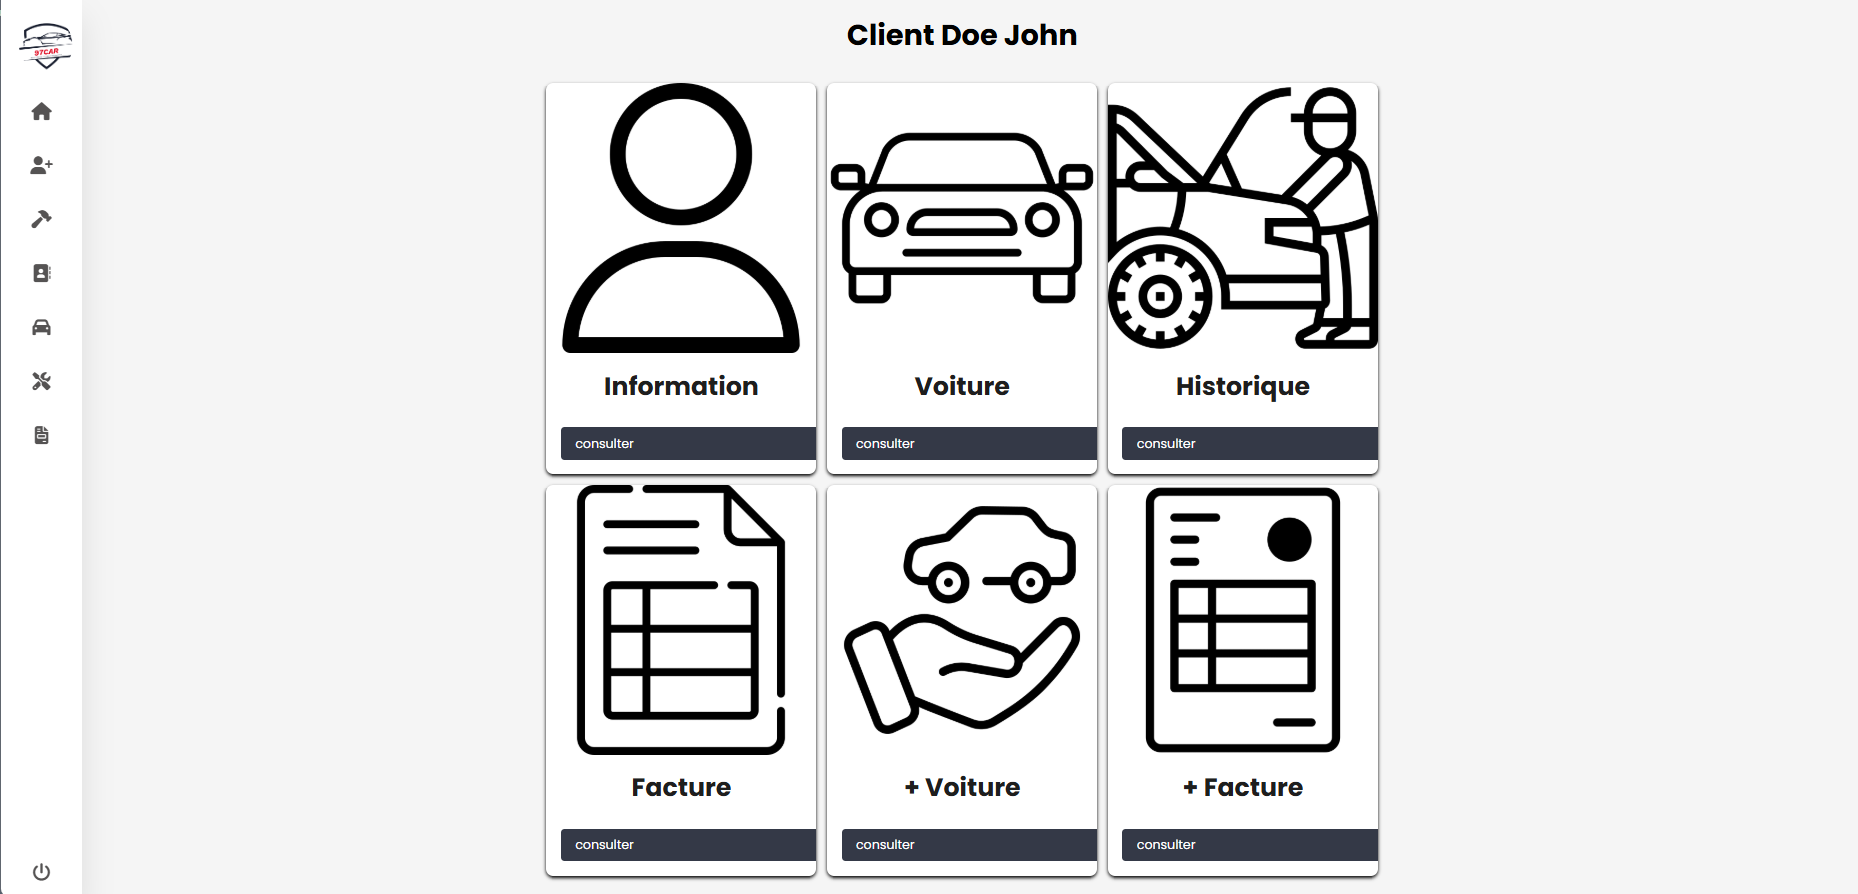 97CAR
Client Doe John
Information
Voiture
Historique
consulter
consulter
consulter
Facture
+ Voiture
+ Facture
consulter
consulter
consulter